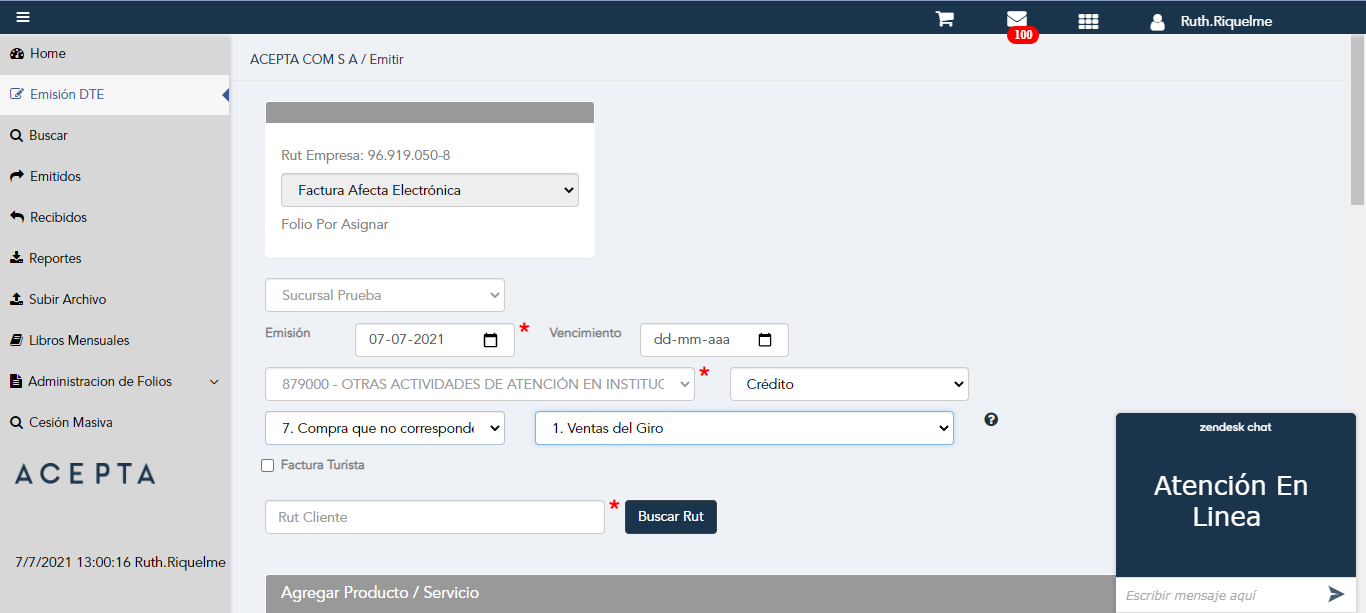 100
Ruth.Riquelme
Home
Emisión DTE
Buscar
Emitidos
Recibidos
Reportes
Subir Archivo
Libros Mensuales
Administracion de Folios
Cesión Masiva
ACEPTA
7/7/2021 13:00:16 Ruth.Riquelme
ACEPTA COM S A / Emitir
Rut Empresa: 96.919.050-8
Factura Afecta Electrónica
Folio Por Asignar
Sucursal Prueba
Emisión 07-07-2021 * Vencimiento dd-mm-aaa
879000 - OTRAS ACTIVIDADES DE ATENCIÓN EN INSTITUC * Crédito
7. Compra que no corresponde 1. Ventas del Giro ?
Factura Turista
Rut Cliente * Buscar Rut
Agregar Producto / Servicio
zendesk chat
Atención En
Linea
Escribir mensaje aquí